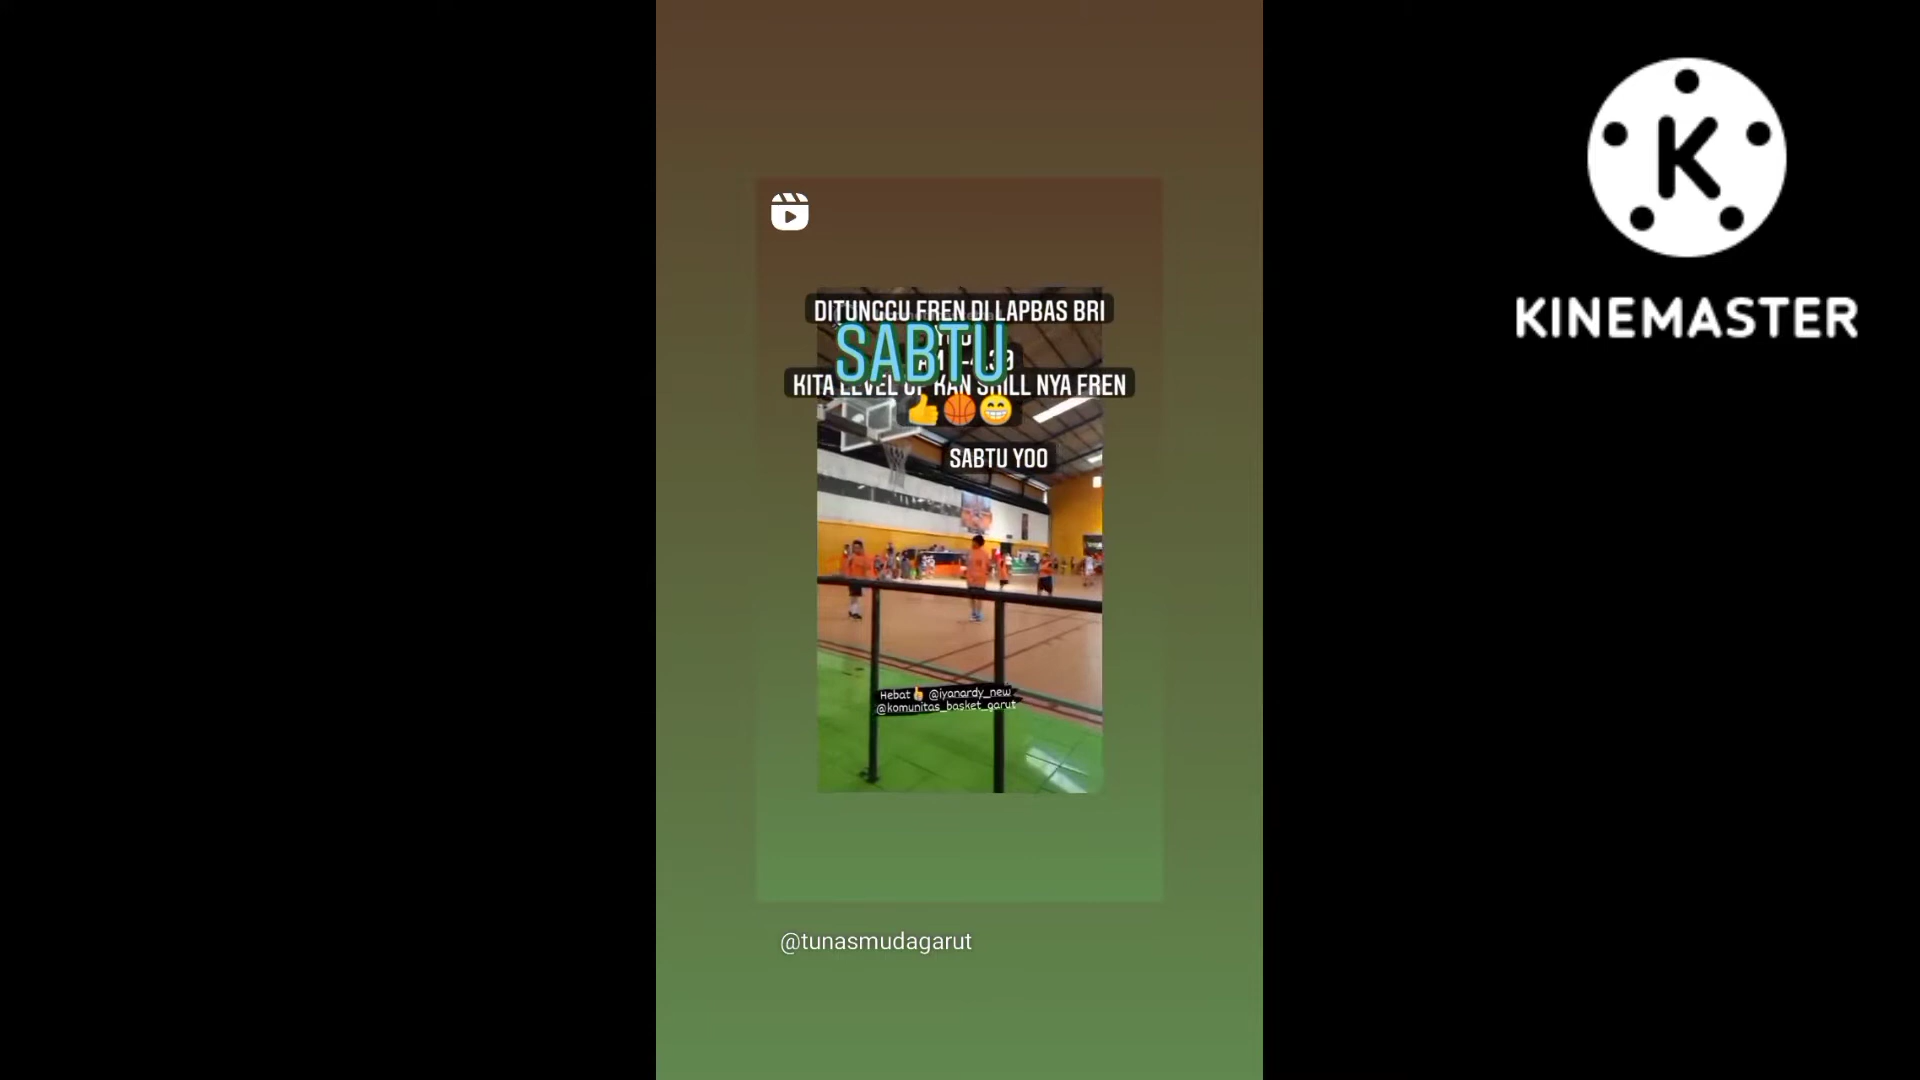 DITUNGGU FREN DI LAPBAS BRI
SABTU
KITA LEVEL UP KAN SKILL NYA FREN
👍🏀😁
SABTU YOO
Hebat👍 @iyanardy_new
@komunitas_basket_garut
@tunasmudagarut
K
KINEMASTER